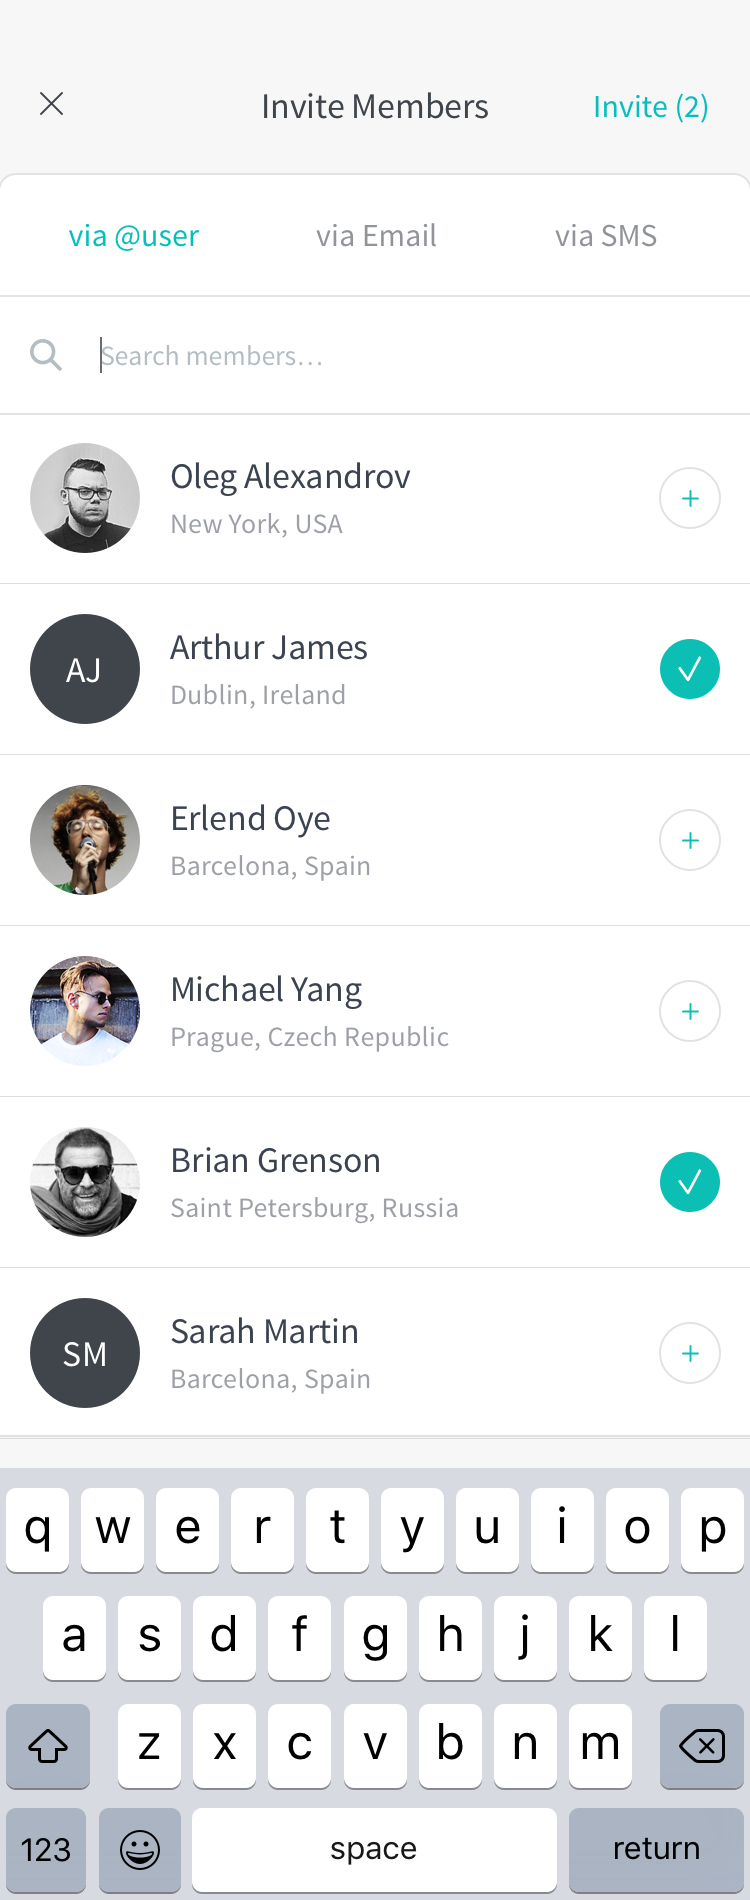 Invite Members
Invite (2)
via @user
via Email
via SMS
Search members…
Oleg Alexandrov
New York, USA
AJ
Arthur James
Dublin, Ireland
Erlend Oye
Barcelona, Spain
Michael Yang
Prague, Czech Republic
Brian Grenson
Saint Petersburg, Russia
SM
Sarah Martin
Barcelona, Spain
q w e r t y u i o p
a s d f g h j k l
z x c v b n m
123 space return